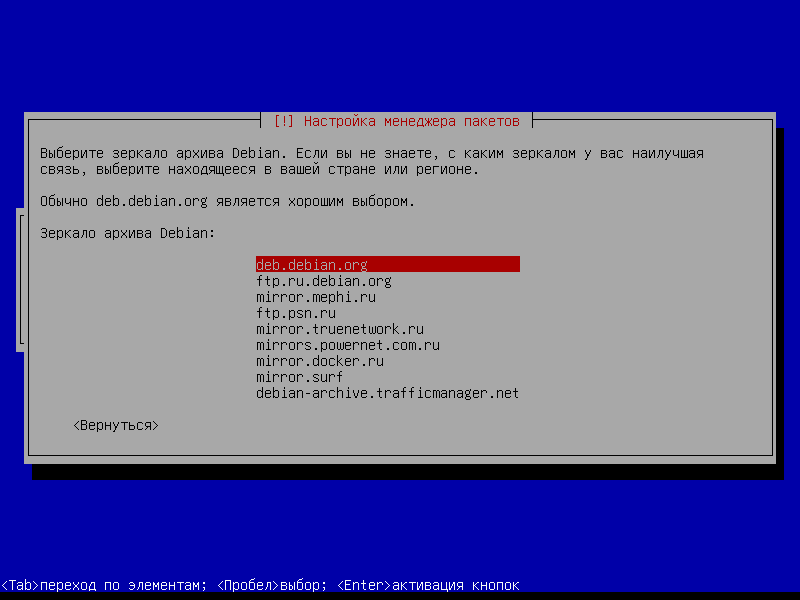 [!] Настройка менеджера пакетов
Выберите зеркало архива Debian. Если вы не знаете, с каким зеркалом у вас наилучшая
связь, выберите находящееся в вашей стране или регионе.
Обычно deb.debian.org является хорошим выбором.
Зеркало архива Debian:
deb.debian.org
ftp.ru.debian.org
mirror.mephi.ru
ftp.psn.ru
mirror.truenetwork.ru
mirrors.powernet.com.ru
mirror.docker.ru
mirror.surf
debian-archive.trafficmanager.net
<Вернуться>
<Tab>переход по элементам; <Пробел>выбор; <Enter>активация кнопок